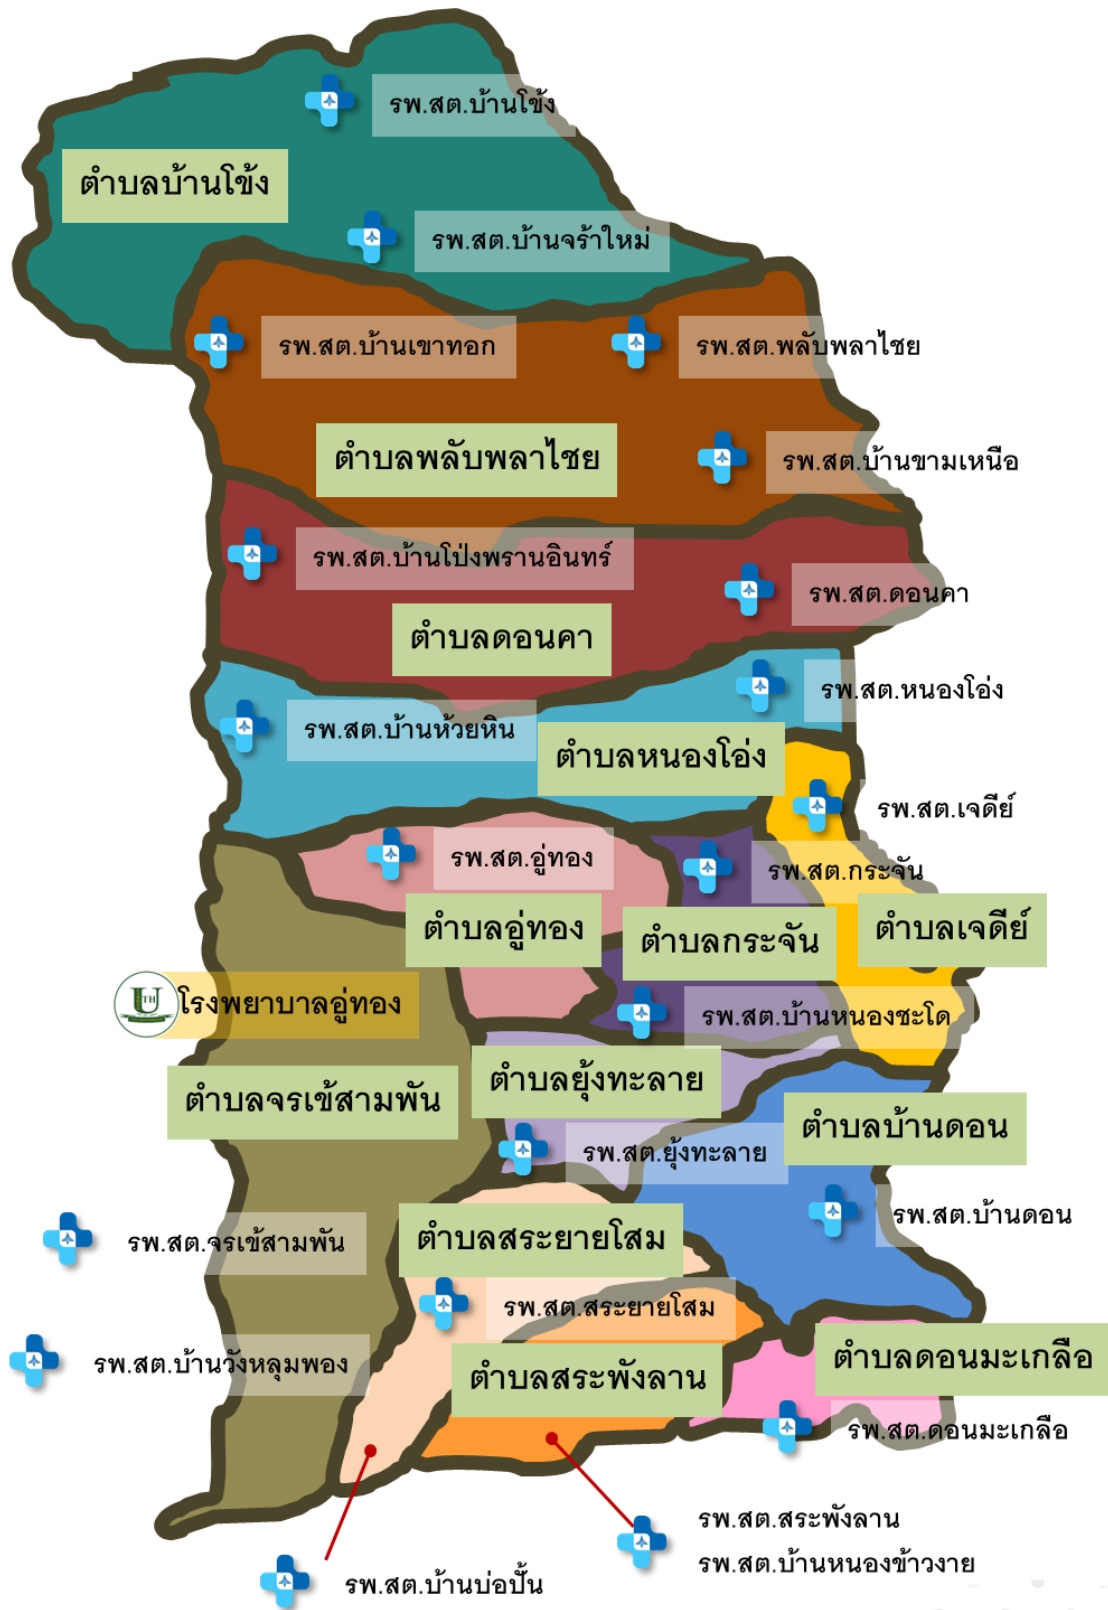 รพ.สต.บ้านโข้ง
ตำบลบ้านโข้ง
รพ.สต.บ้านจร้าใหม่
รพ.สต.บ้านเขาทอก
รพ.สต.พลับพลาไชย
ตำบลพลับพลาไชย
รพ.สต.บ้านขามเหนือ
รพ.สต.บ้านโป่งพรานอินทร์
รพ.สต.ดอนคา
ตำบลดอนคา
รพ.สต.หนองโอ่ง
รพ.สต.บ้านห้วยหิน
ตำบลหนองโอ่ง
รพ.สต.เจดีย์
รพ.สต.อู่ทอง
รพ.สต.กระจัน
ตำบลอู่ทอง
ตำบลกระจัน
ตำบลเจดีย์
UTH
โรงพยาบาลอู่ทอง
รพ.สต.บ้านหนองชะโด
ตำบลยุ้งทะลาย
ตำบลจรเข้สามพัน
ตำบลบ้านดอน
รพ.สต.ยุ้งทะลาย
รพ.สต.บ้านดอน
ตำบลสระยายโสม
รพ.สต.จรเข้สามพัน
รพ.สต.สระยายโสม
รพ.สต.บ้านวังหลุมพอง
ตำบลดอนมะเกลือ
ตำบลสระพังลาน
รพ.สต.ดอนมะเกลือ
รพ.สต.สระพังลาน
รพ.สต.บ้านหนองข้าวงาย
รพ.สต.บ้านบ่อปั้น